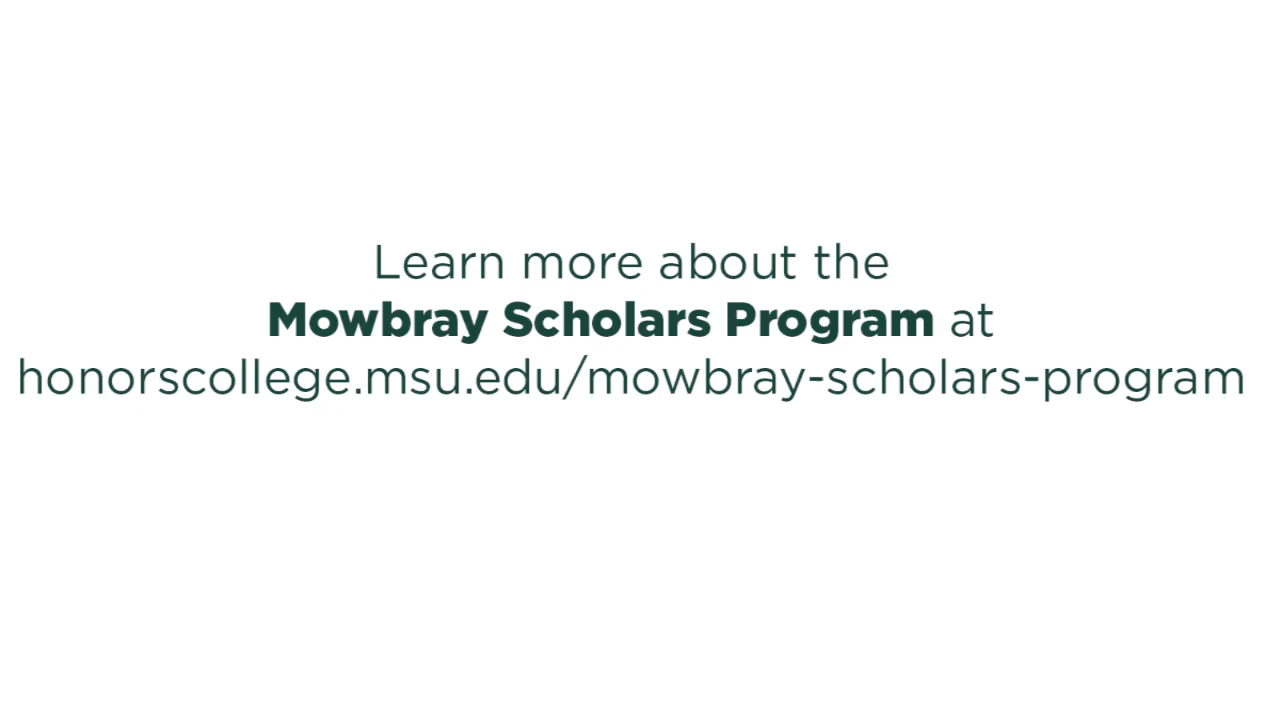 Learn more about the
Mowbray Scholars Program at
honorscollege.msu.edu/mowbray-scholars-program